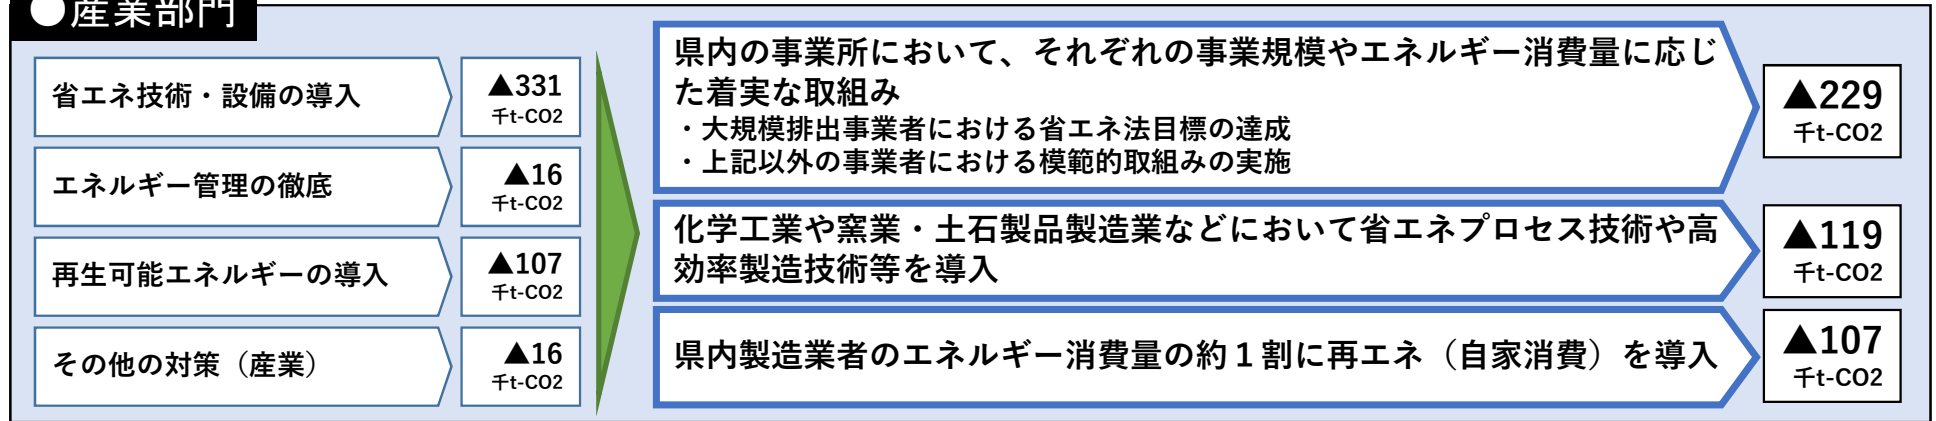 ●産業部門
省エネ技術・設備の導入
▲331
千t-CO2
エネルギー管理の徹底
▲16
千t-CO2
再生可能エネルギーの導入
▲107
千t-CO2
その他の対策（産業）
▲16
千t-CO2
県内の事業所において、それぞれの事業規模やエネルギー消費量に応じ
た着実な取組み
・大規模排出事業者における省エネ法目標の達成
・上記以外の事業者における模範的取組みの実施
▲229
千t-CO2
化学工業や窯業・土石製品製造業などにおいて省エネプロセス技術や高
効率製造技術等を導入
▲119
千t-CO2
県内製造業者のエネルギー消費量の約１割に再エネ（自家消費）を導入
▲107
千t-CO2